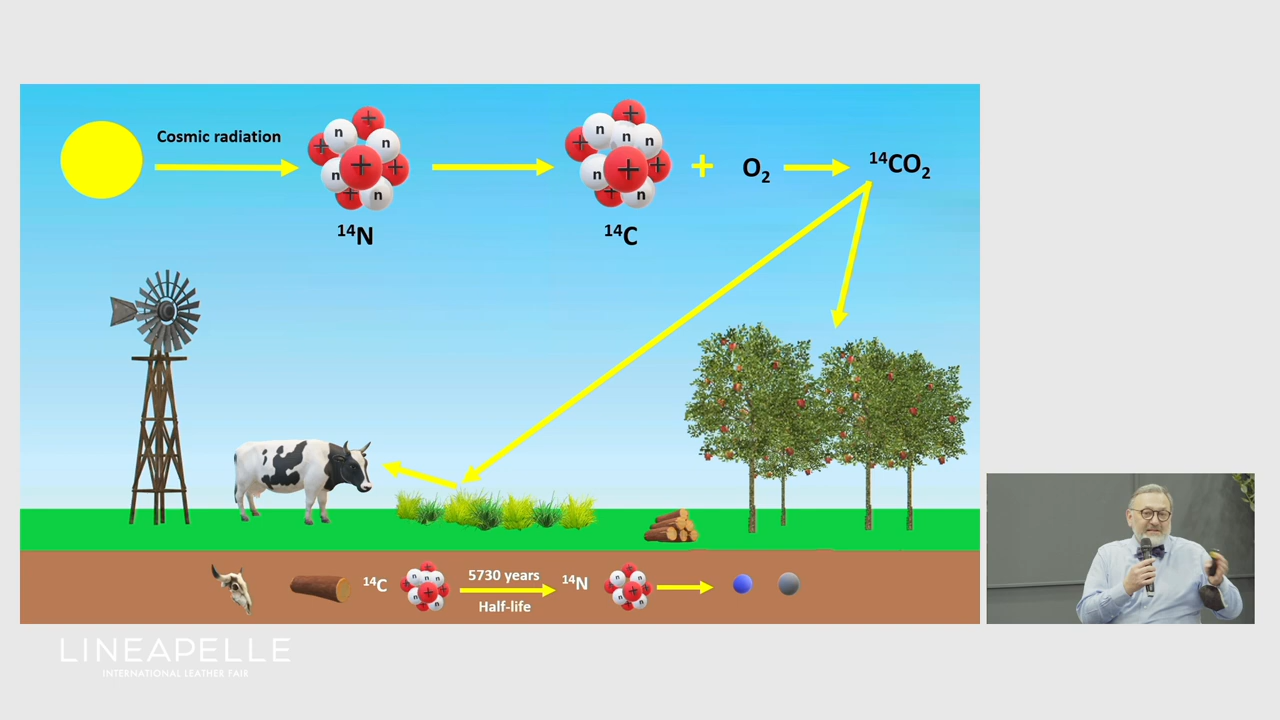 Cosmic radiation
¹⁴N
¹⁴C
+
O₂
¹⁴CO₂
¹⁴C
5730 years
Half-life
¹⁴N
n
n
n
n
+
+
+
+
+
n
n
n
n
n
+
+
+
+
LINEAPELLE
INTERNATIONAL LEATHER FAIR